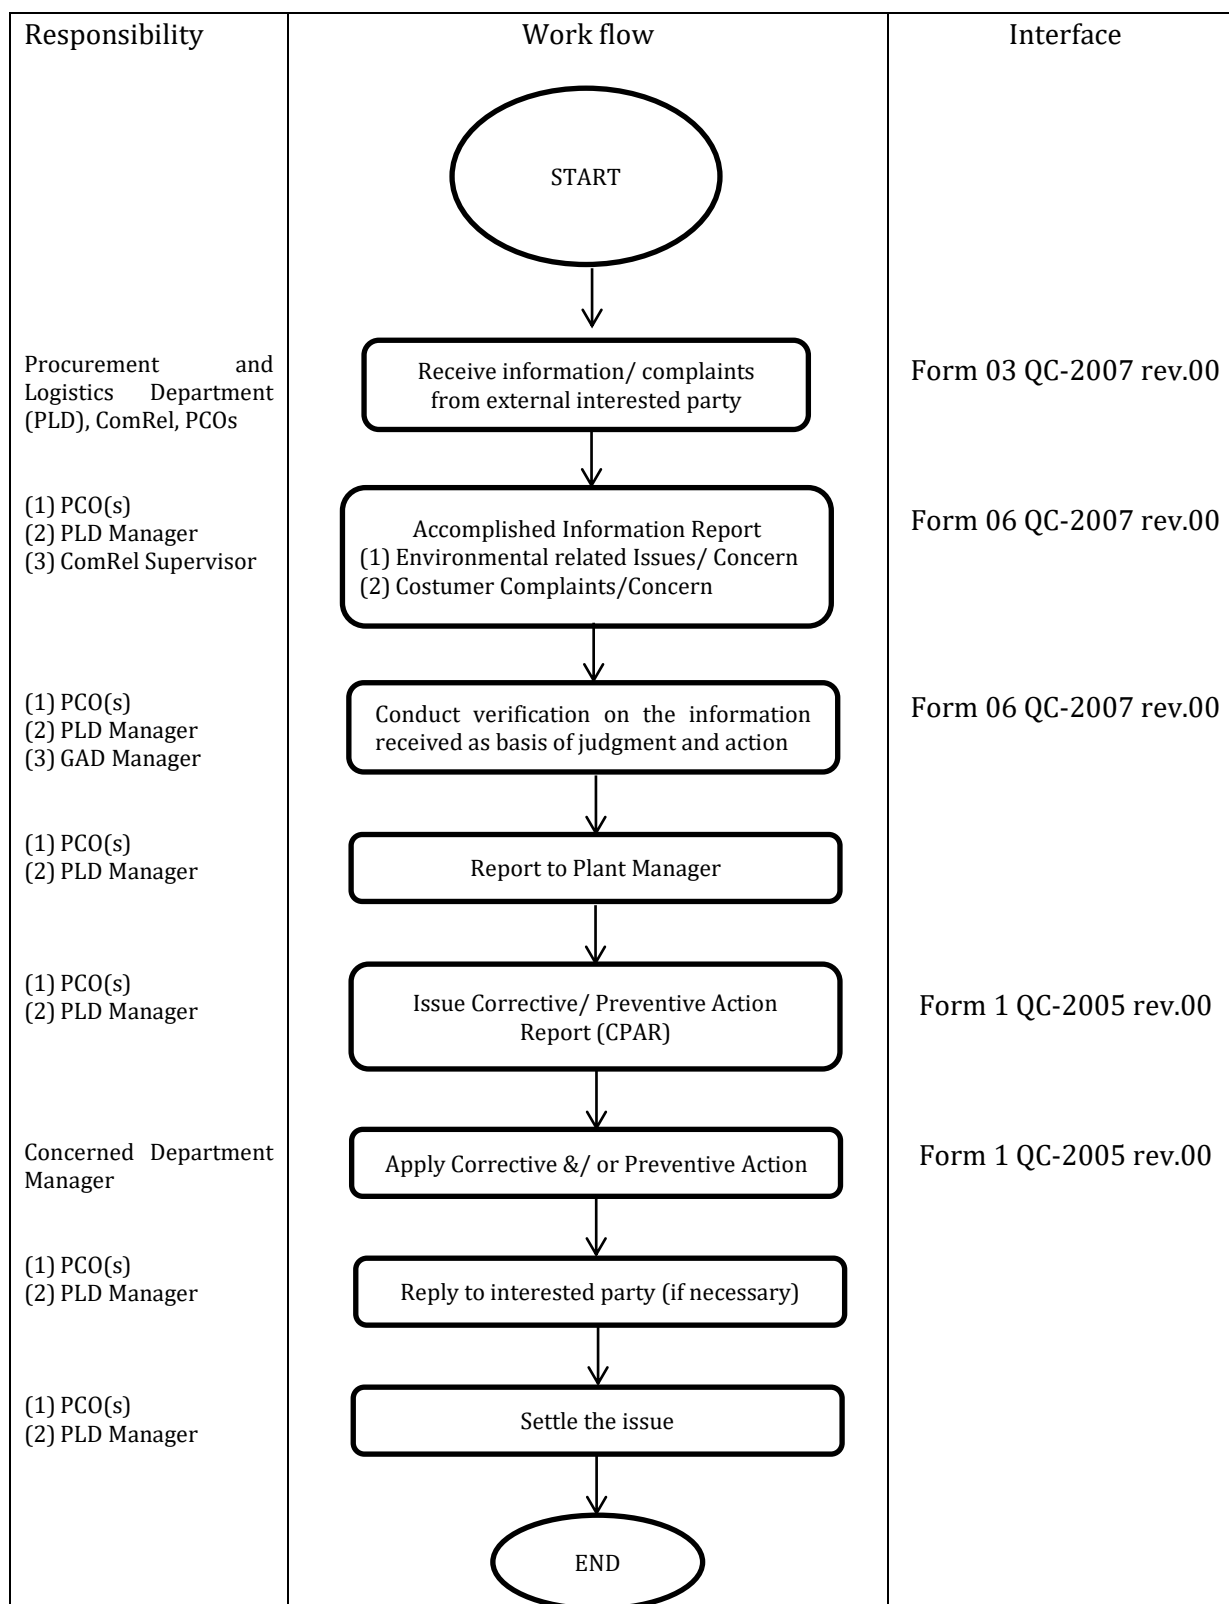 Responsibility
Work flow
Interface
START
Procurement and
Logistics Department
(PLD), ComRel, PCOs
Receive information/ complaints
from external interested party
Form 03 QC-2007 rev.00
(1) PCO(s)
(2) PLD Manager
(3) ComRel Supervisor
Accomplished Information Report
(1) Environmental related Issues/ Concern
(2) Costumer Complaints/Concern
Form 06 QC-2007 rev.00
(1) PCO(s)
(2) PLD Manager
(3) GAD Manager
Conduct verification on the information
received as basis of judgment and action
Form 06 QC-2007 rev.00
(1) PCO(s)
(2) PLD Manager
Report to Plant Manager
(1) PCO(s)
(2) PLD Manager
Issue Corrective/ Preventive Action
Report (CPAR)
Form 1 QC-2005 rev.00
Concerned Department
Manager
Apply Corrective &/ or Preventive Action
Form 1 QC-2005 rev.00
(1) PCO(s)
(2) PLD Manager
Reply to interested party (if necessary)
(1) PCO(s)
(2) PLD Manager
Settle the issue
END